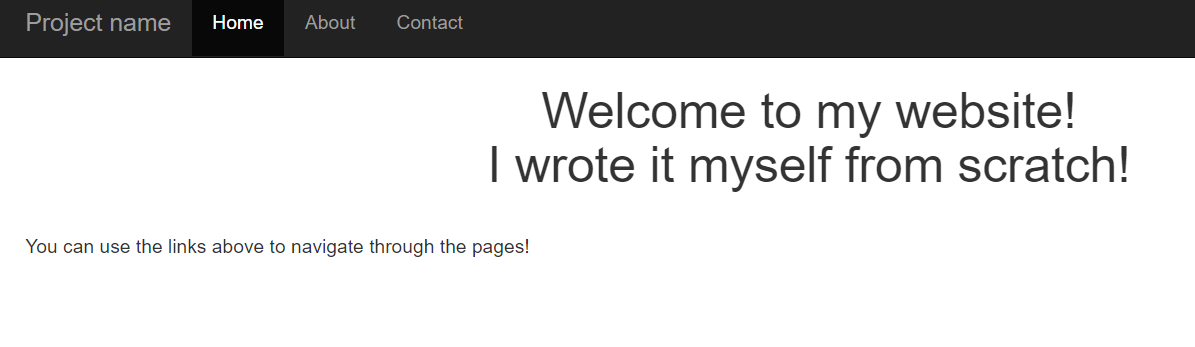 Project name Home About Contact
Welcome to my website!
I wrote it myself from scratch!
You can use the links above to navigate through the pages!